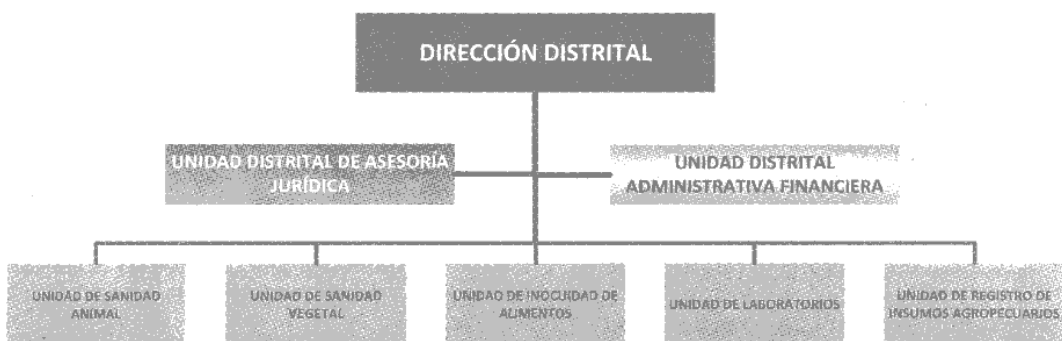 DIRECCIÓN DISTRITAL
UNIDAD DISTRITAL DE ASESORÍA
JURÍDICA
UNIDAD DISTRITAL
ADMINISTRATIVA FINANCIERA
UNIDAD DE SANIDAD
ANIMAL
UNIDAD DE SANIDAD
VEGETAL
UNIDAD DE INOCUIDAD DE
ALIMENTOS
UNIDAD DE LABORATORIOS
UNIDAD DE REGISTRO DE
INSUMOS AGROPECUARIOS